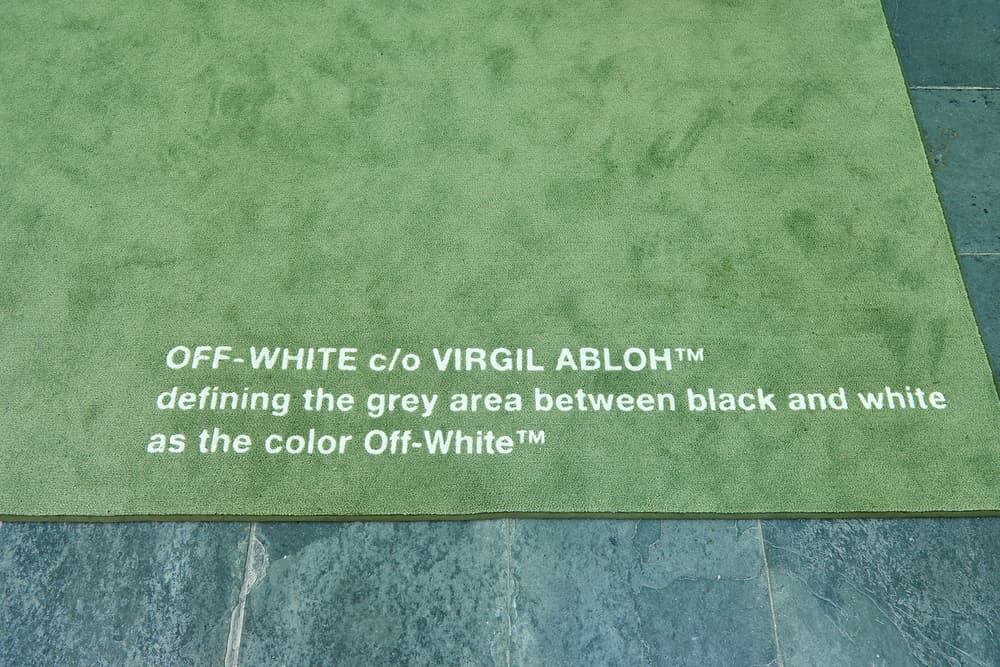 OFF-WHITE c/o VIRGIL ABLOH™
defining the grey area between black and white
as the color Off-White™